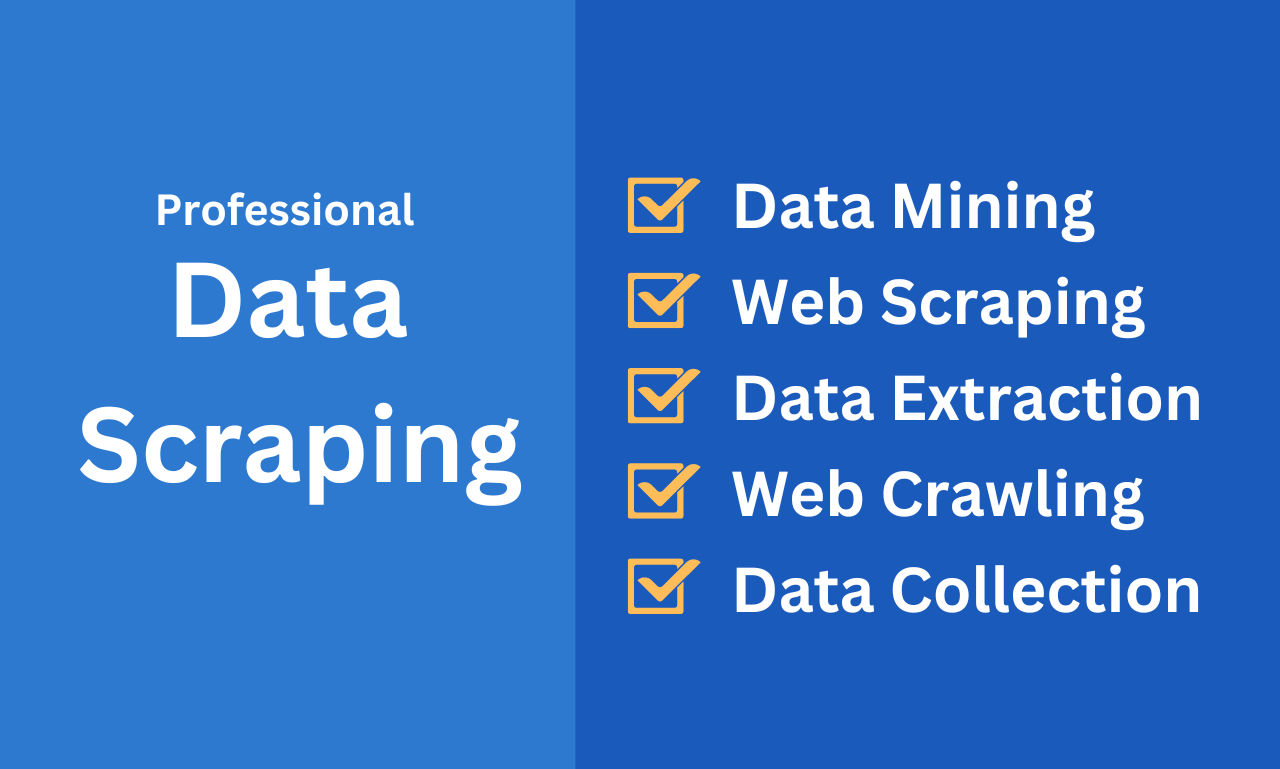 Professional
Data
Scraping
Data Mining
Web Scraping
Data Extraction
Web Crawling
Data Collection